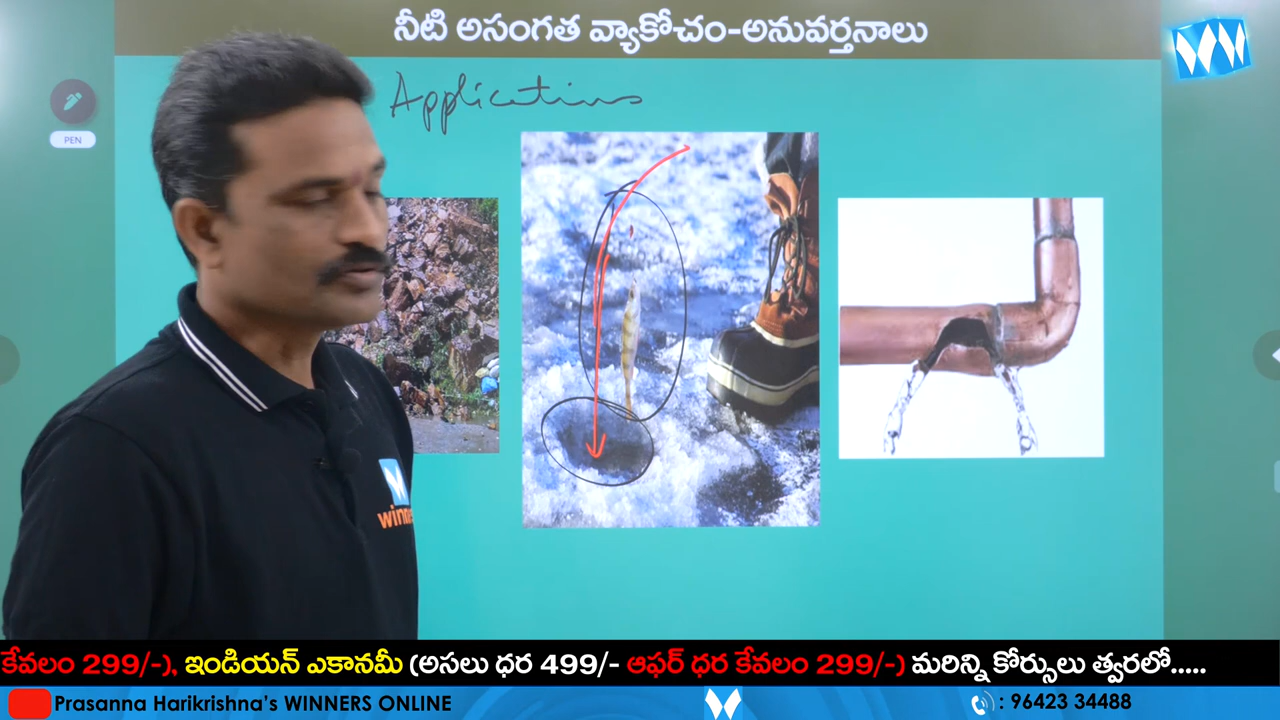 నీటి అసంగత వ్యాకోచం-అనువర్తనాలు
Applications
PEN
winne
కేవలం 299/-), ఇండియన్ ఎకానమీ (అసలు ధర 499/- ఆఫర్ ధర కేవలం 299/-) మరిన్ని కోర్సులు త్వరలో.....
Prasanna Harikrishna's WINNERS ONLINE
: 96423 34488